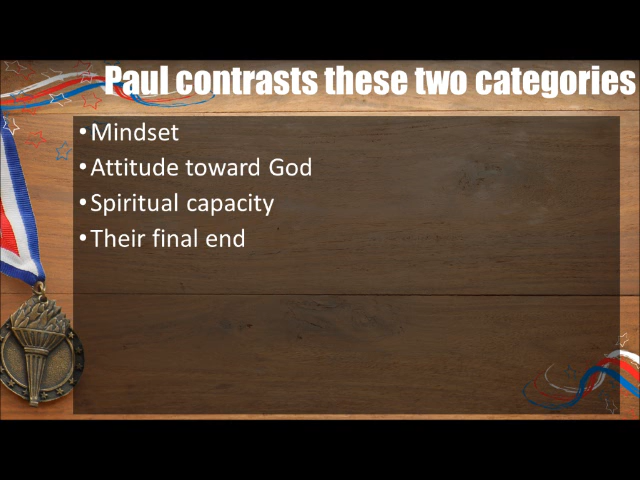 Paul contrasts these two categories
•Mindset
•Attitude toward God
•Spiritual capacity
•Their final end